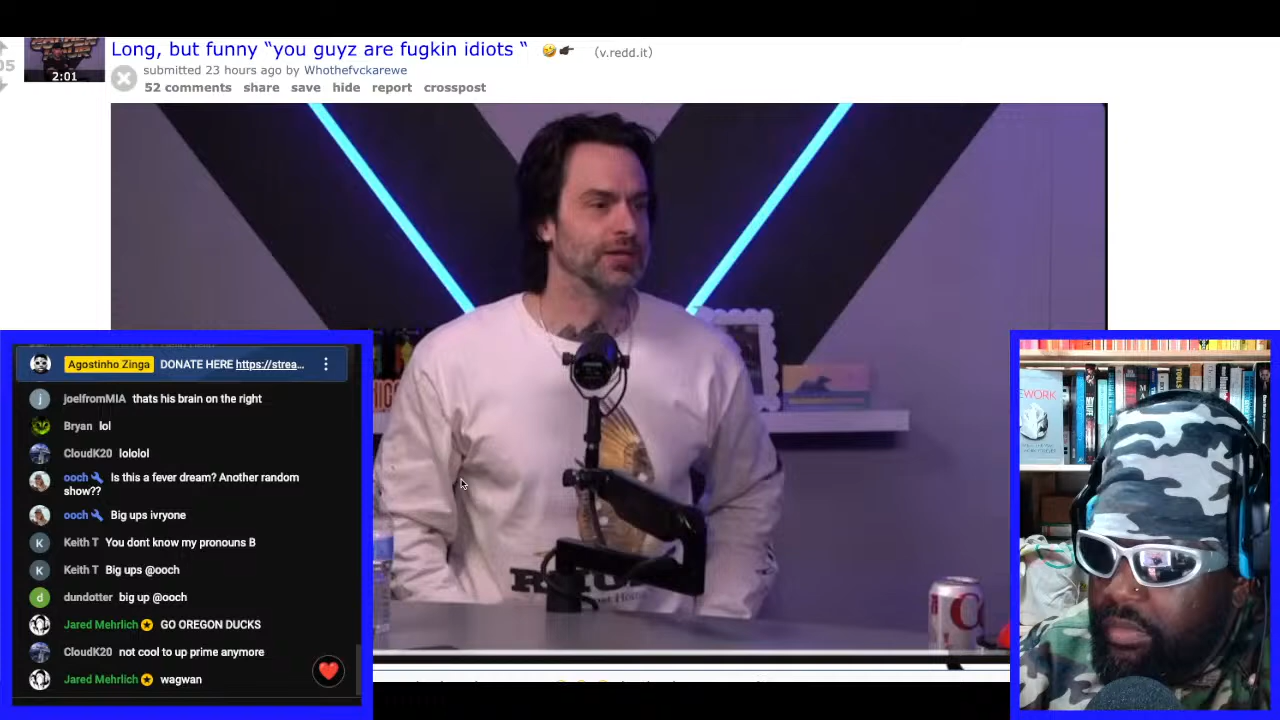 Long, but funny “you guyz are fugkin idiots “ 🤣☛ (v.redd.it)
05
2:01
submitted 23 hours ago by Whothefvckarewe
52 comments share save hide report crosspost
Agostinho Zinga DONATE HERE https://strea...
joelfromMIA thats his brain on the right
Bryan lol
CloudK20 lololol
ooch Is this a fever dream? Another random
show??
ooch Big ups ivryone
Keith T You dont know my pronouns B
Keith T Big ups @ooch
dundotter big up @ooch
Jared Mehrlich GO OREGON DUCKS
CloudK20 not cool to up prime anymore
Jared Mehrlich wagwan
EWORK